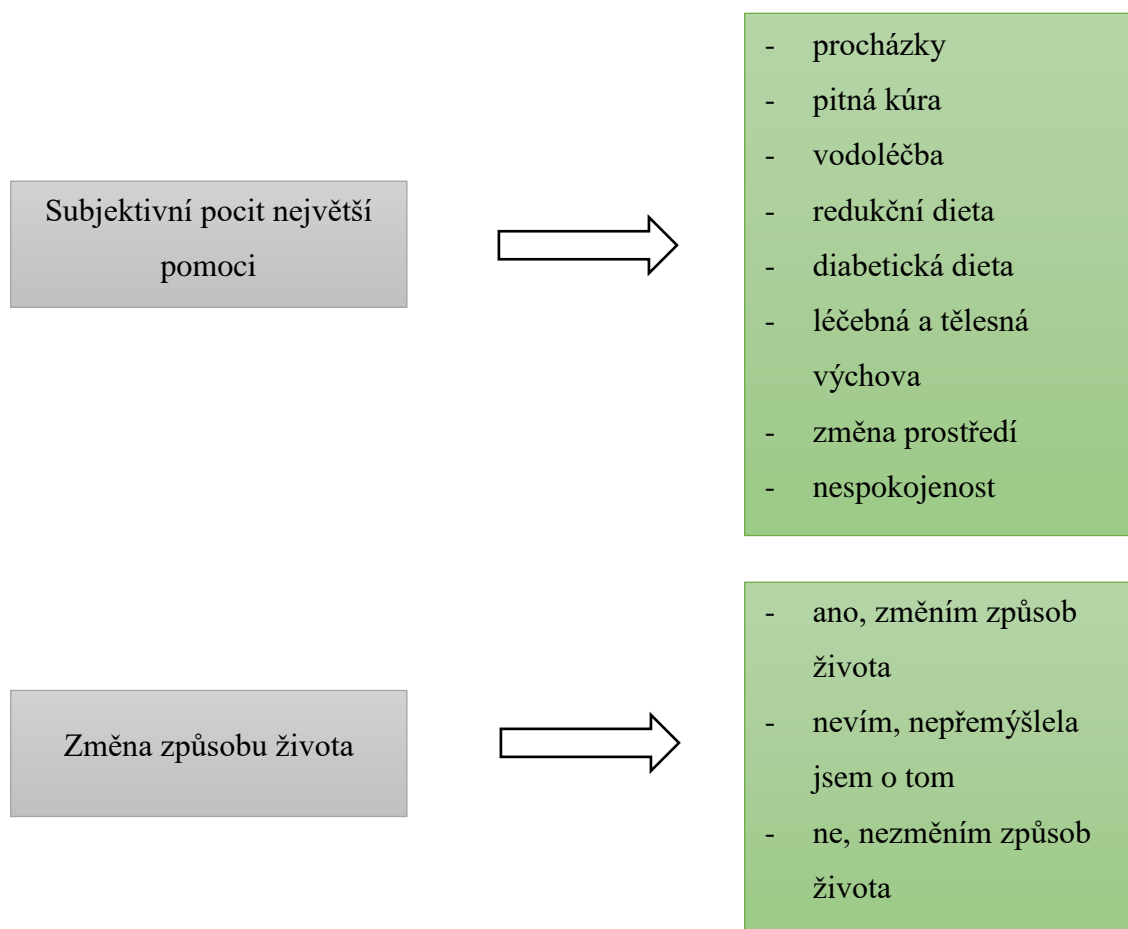 Subjektivní pocit největší
pomoci
- procházky
- pitná kúra
- vodoléčba
- redukční dieta
- diabetická dieta
- léčebná a tělesná
výchova
- změna prostředí
- nespokojenost
Změna způsobu života
- ano, změním způsob
života
- nevím, nepřemýšlela
jsem o tom
- ne, nezměním způsob
života